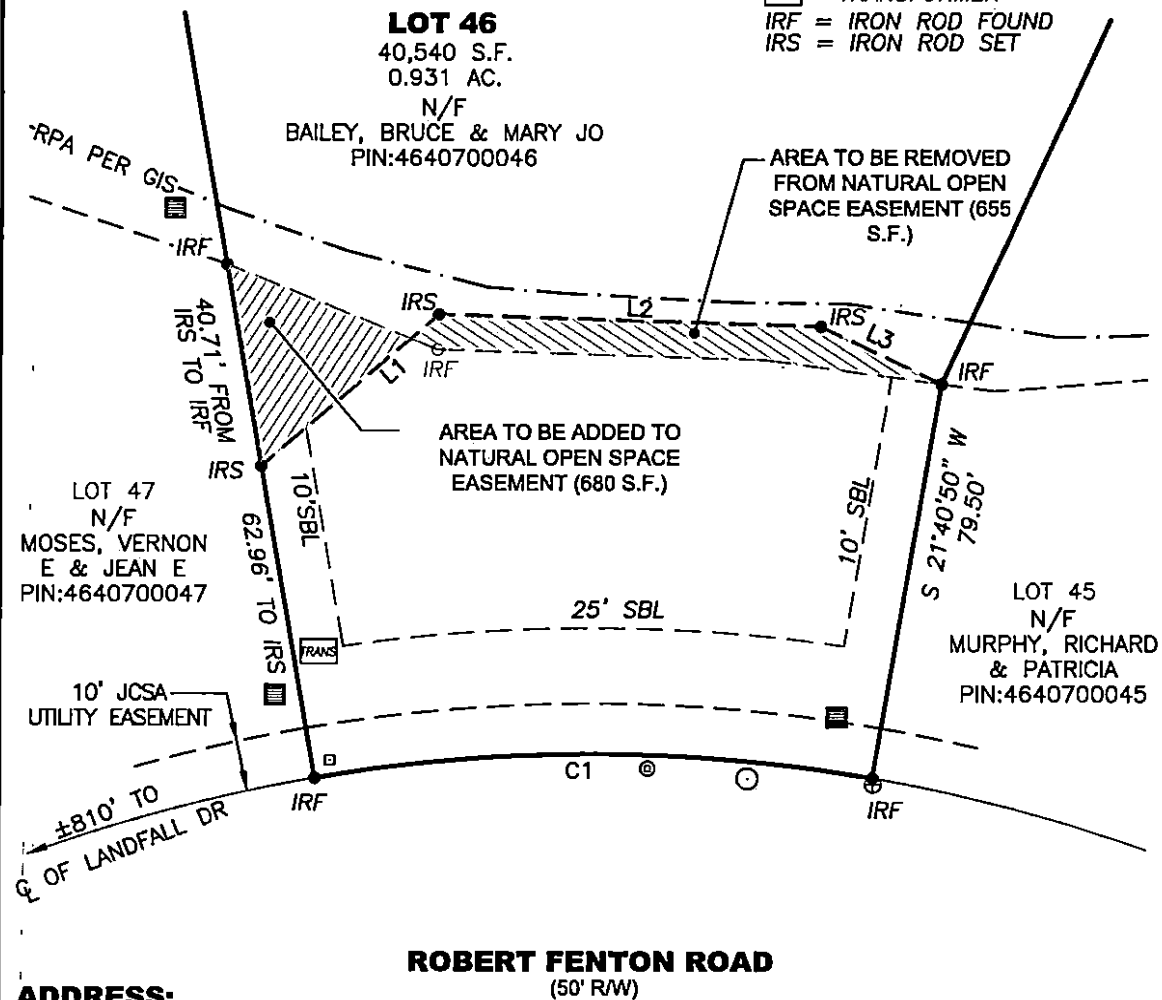 LOT 46
40,540 S.F.
0.931 AC.
N/F
BAILEY, BRUCE & MARY JO
PIN:4640700046
IRF = IRON ROD FOUND
IRS = IRON ROD SET
RPA PER GIS
AREA TO BE REMOVED
FROM NATURAL OPEN
SPACE EASEMENT (655
S.F.)
IRF
IRS
L2
IRS
L3
IRF
L1
IRF
40.71' FROM
IRS TO IRF
IRS
AREA TO BE ADDED TO
NATURAL OPEN SPACE
EASEMENT (680 S.F.)
LOT 47
N/F
MOSES, VERNON
E & JEAN E
PIN:4640700047
62.96' TO IRS
10'SBL
10' SBL
S 21°40'50" W
79.50'
25' SBL
LOT 45
N/F
MURPHY, RICHARD
& PATRICIA
PIN:4640700045
TRANS
10' JCSA
UTILITY EASEMENT
C1
IRF
IRF
±810' TO
℄ OF LANDFALL DR
ROBERT FENTON ROAD
(50' R/W)
ADDRESS: